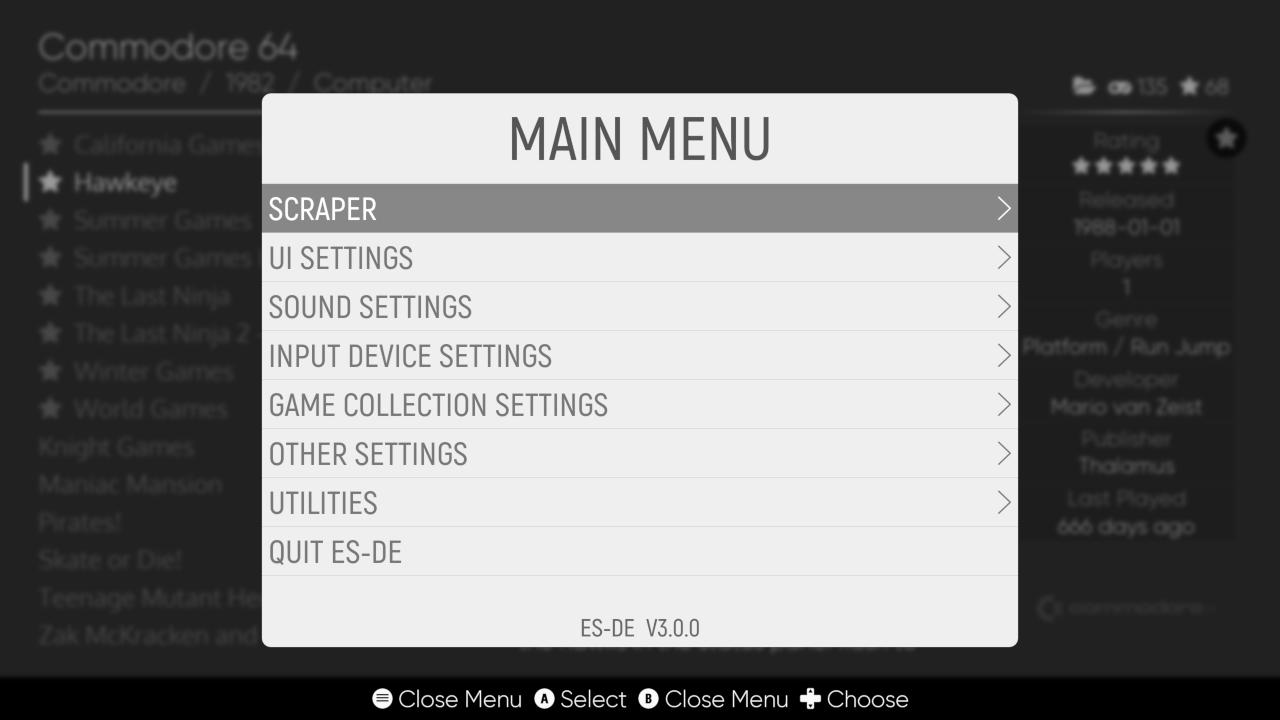 Commodore 64
Commodore / 1982 / Computer
135 68
California Games
Hawkeye
Summer Games
Summer Games
The Last Ninja
The Last Ninja 2
Winter Games
World Games
Knight Games
Maniac Mansion
Pirates!
Skate or Die!
Teenage Mutant He
Zak McKracken and
MAIN MENU
SCRAPER
UI SETTINGS
SOUND SETTINGS
INPUT DEVICE SETTINGS
GAME COLLECTION SETTINGS
OTHER SETTINGS
UTILITIES
QUIT ES-DE
ES-DE V3.0.0
Rating
Released
1988-01-01
Players
1
Genre
Platform / Run Jump
Developer
Mario van Zeist
Publisher
Thalamus
Last Played
666 days ago
commodore
Close Menu A Select B Close Menu Choose